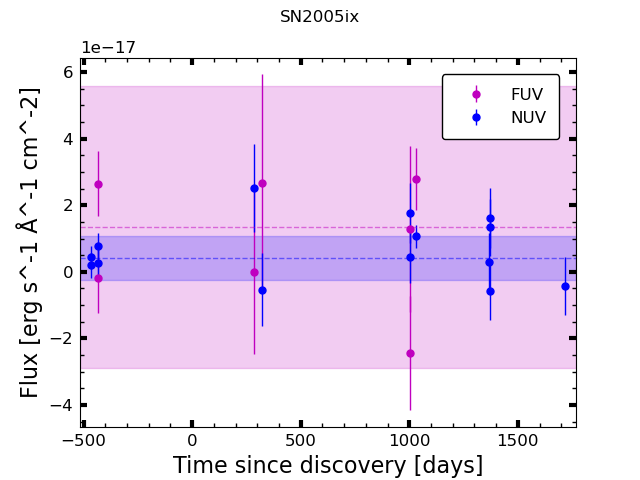 SN2005ix
1e−17
6
4
2
0
−2
−4
Flux [erg s^-1 Å^-1 cm^-2]
FUV
NUV
−500 0 500 1000 1500
Time since discovery [days]